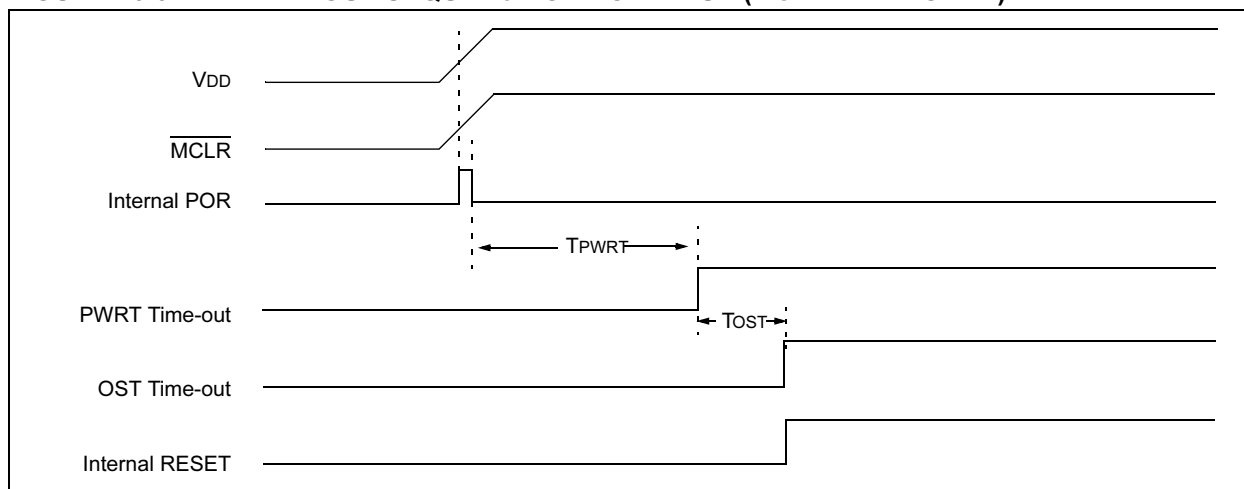 VDD
MCLR
Internal POR
TPWRT
PWRT Time-out
TOST
OST Time-out
Internal RESET